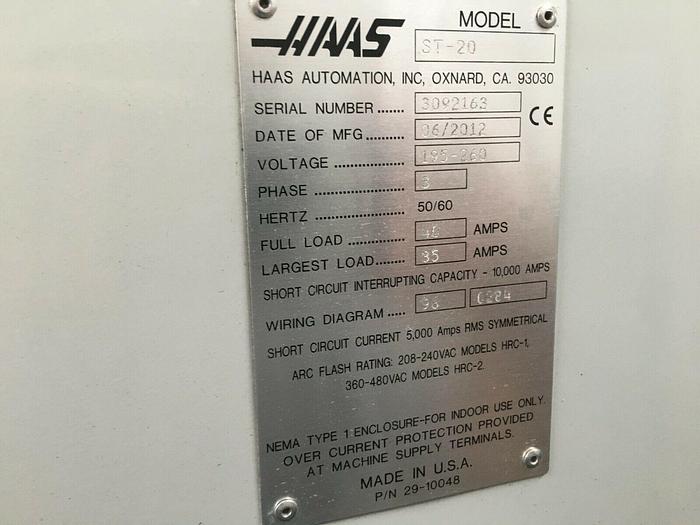 HAAS MODEL ST-20
HAAS AUTOMATION, INC, OXNARD, CA. 93030
SERIAL NUMBER ....... 3092163
CE
DATE OF MFG......... 06/2012
VOLTAGE ................ 195-260
PHASE .................... 3
HERTZ .................... 50/60
FULL LOAD .............. AMPS
LARGEST LOAD........ 35 AMPS
SHORT CIRCUIT INTERRUPTING CAPACITY - 10,000 AMPS
WIRING DIAGRAM .....
SHORT CIRCUIT CURRENT 5,000 Amps RMS SYMMETRICAL
ARC FLASH RATING: 208-240VAC MODELS HRC-1,
360-480VAC MODELS HRC-2.
NEMA TYPE 1 ENCLOSURE-FOR INDOOR USE ONLY.
OVER CURRENT PROTECTION PROVIDED
AT MACHINE SUPPLY TERMINALS.
MADE IN U.S.A.
P/N 29-10048